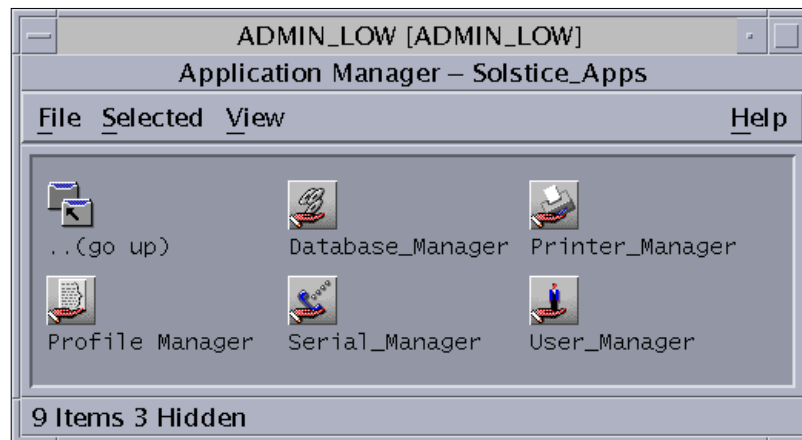 ADMIN_LOW [ADMIN_LOW]
Application Manager – Solstice_Apps
File Selected View Help
..(go up) Database_Manager Printer_Manager
Profile Manager Serial_Manager User_Manager
9 Items 3 Hidden